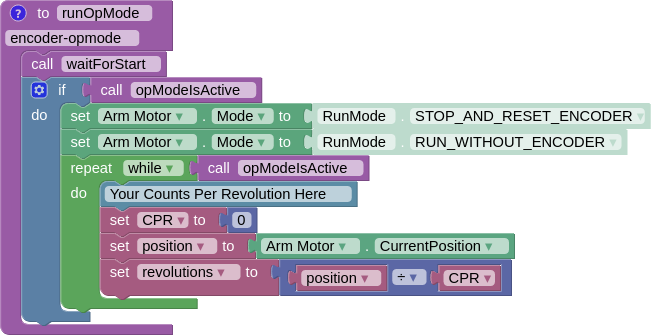 ? to runOpMode
encoder-opmode
call waitForStart
if call opModeIsActive
do set Arm Motor ▾ . Mode ▾ to RunMode . STOP_AND_RESET_ENCODER ▾
set Arm Motor ▾ . Mode ▾ to RunMode . RUN_WITHOUT_ENCODER ▾
repeat while ▾ call opModeIsActive
do Your Counts Per Revolution Here
set CPR ▾ to 0
set position ▾ to Arm Motor ▾ . CurrentPosition ▾
set revolutions ▾ to position ▾ ÷ ▾ CPR ▾